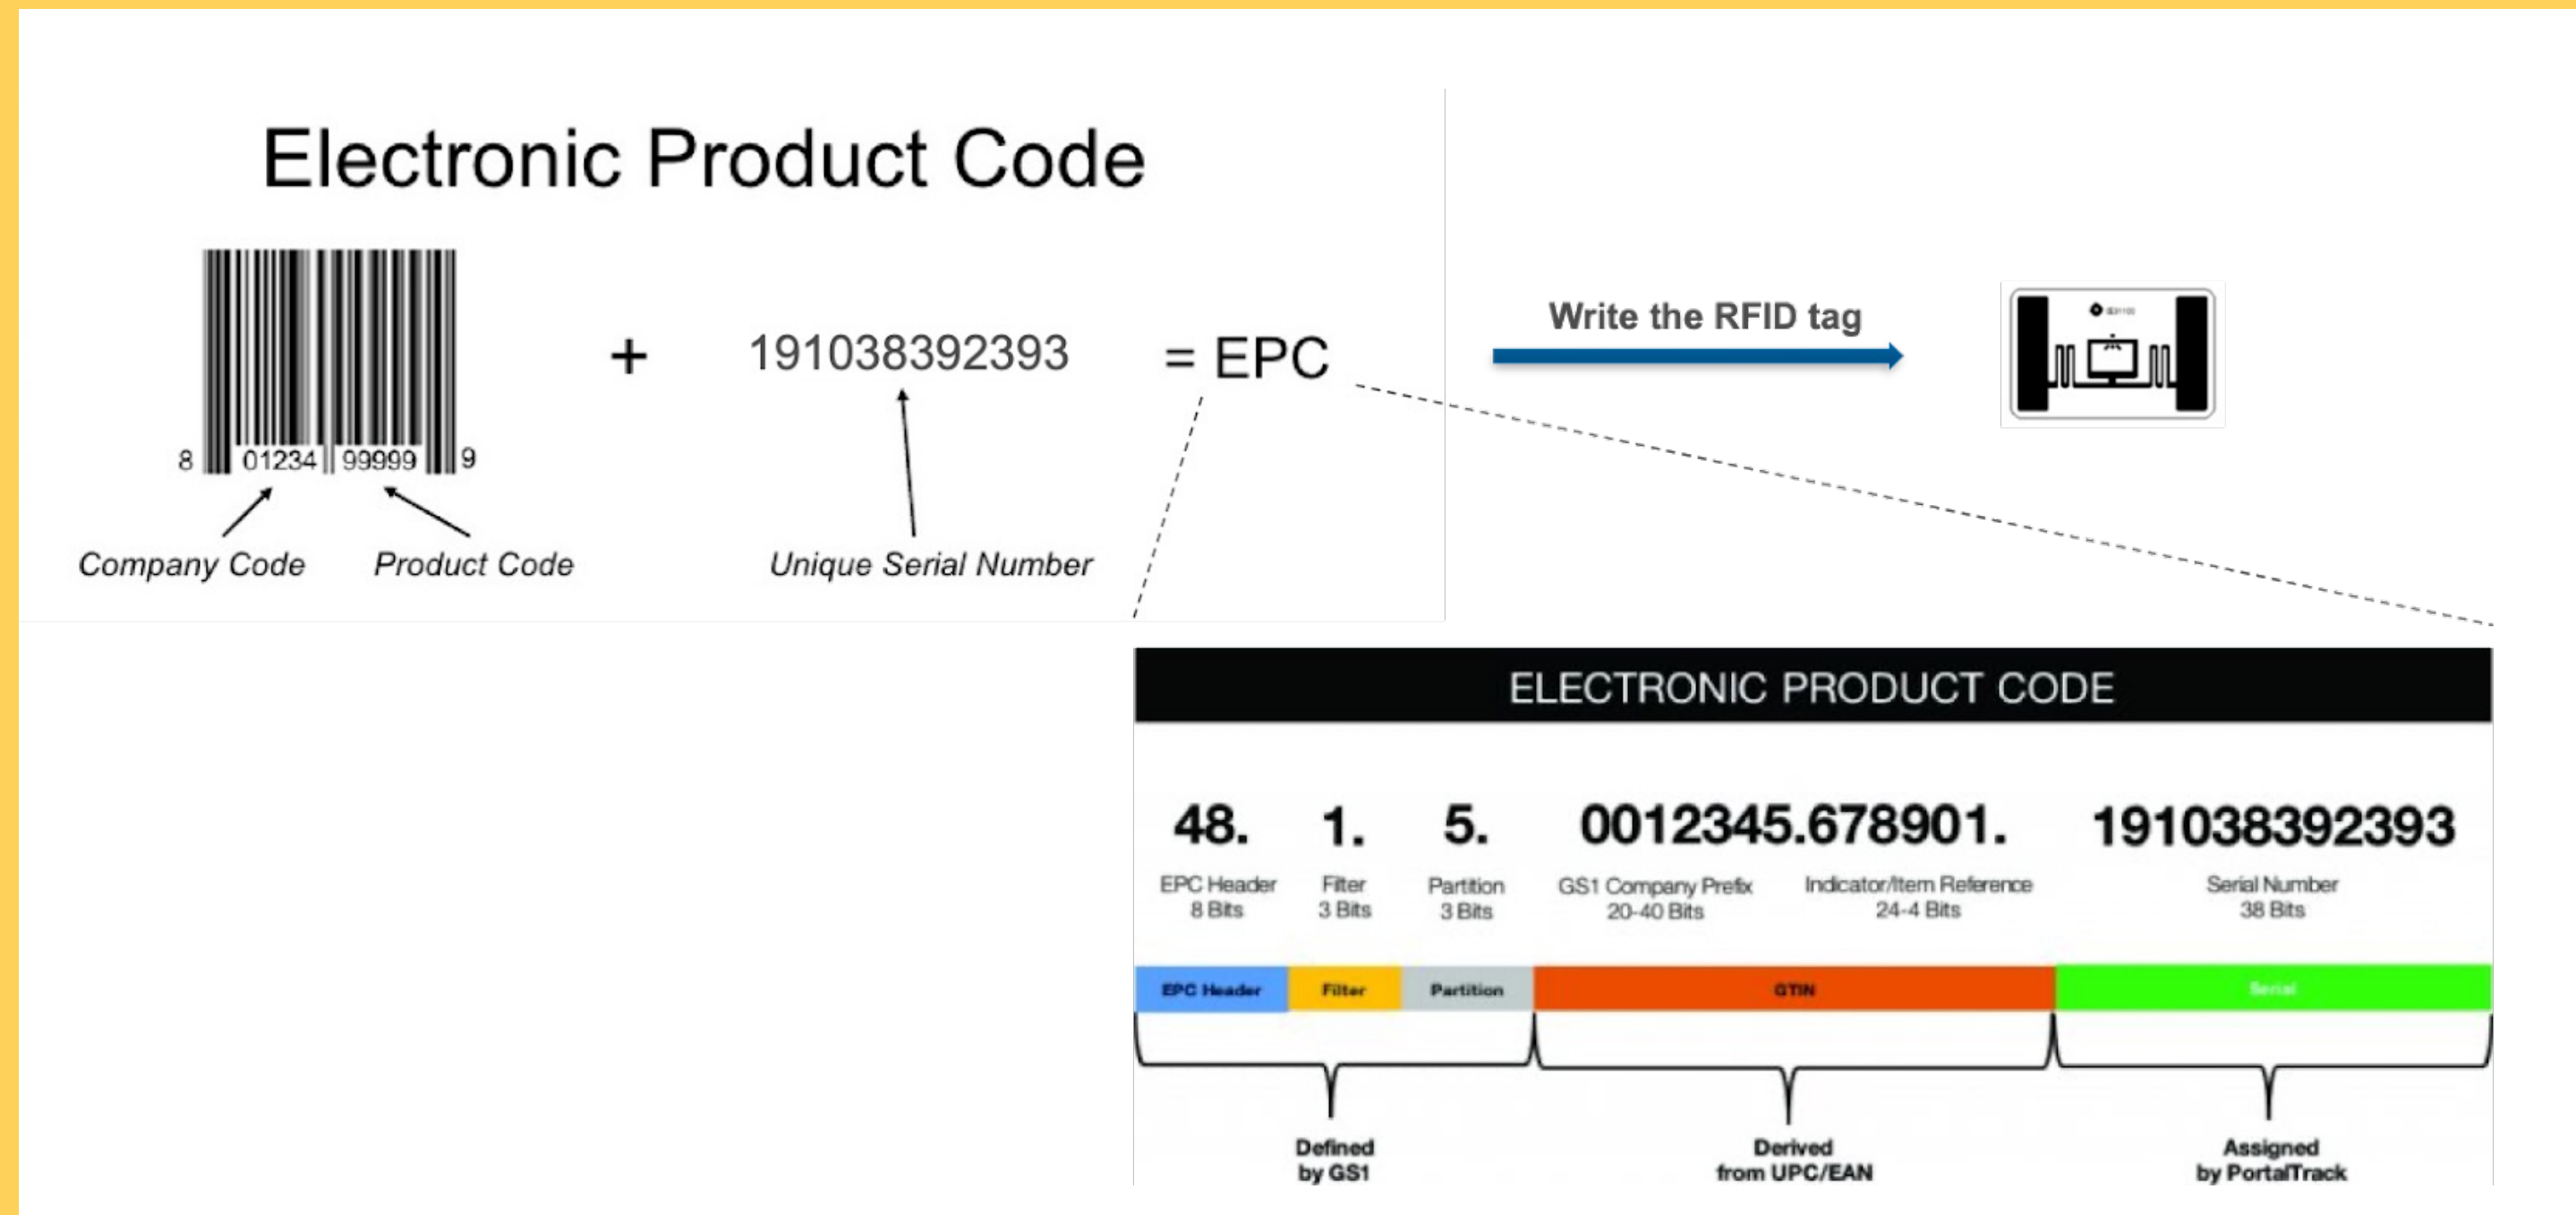 Electronic Product Code
8 01234 99999 9
+ 191038392393 = EPC
Company Code
Product Code
Unique Serial Number
Write the RFID tag
ELECTRONIC PRODUCT CODE
48. 1. 5. 0012345.678901. 191038392393
EPC Header Filter Partition GS1 Company Prefix Indicator/Item Reference Serial Number
8 Bits 3 Bits 3 Bits 20-40 Bits 24-4 Bits 38 Bits
EPC Header Filter Partition GTIN Serial
Defined
by GS1
Derived
from UPC/EAN
Assigned
by PortalTrack